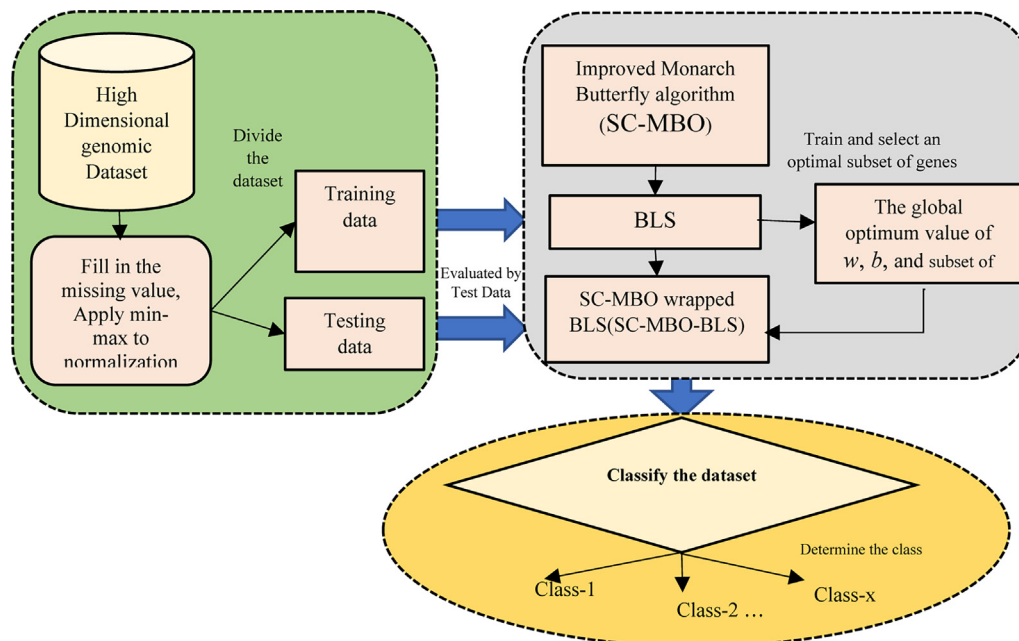 High
Dimensional
genomic
Dataset
Fill in the
missing value,
Apply min-
max to
normalization
Divide
the
dataset
Training
data
Testing
data
Evaluated by
Test Data
Improved Monarch
Butterfly algorithm
(SC-MBO)
BLS
SC-MBO wrapped
BLS(SC-MBO-BLS)
Train and select an
optimal subset of genes
The global
optimum value of
w, b, and subset of
Classify the dataset
Determine the class
Class-1
Class-2 ...
Class-x